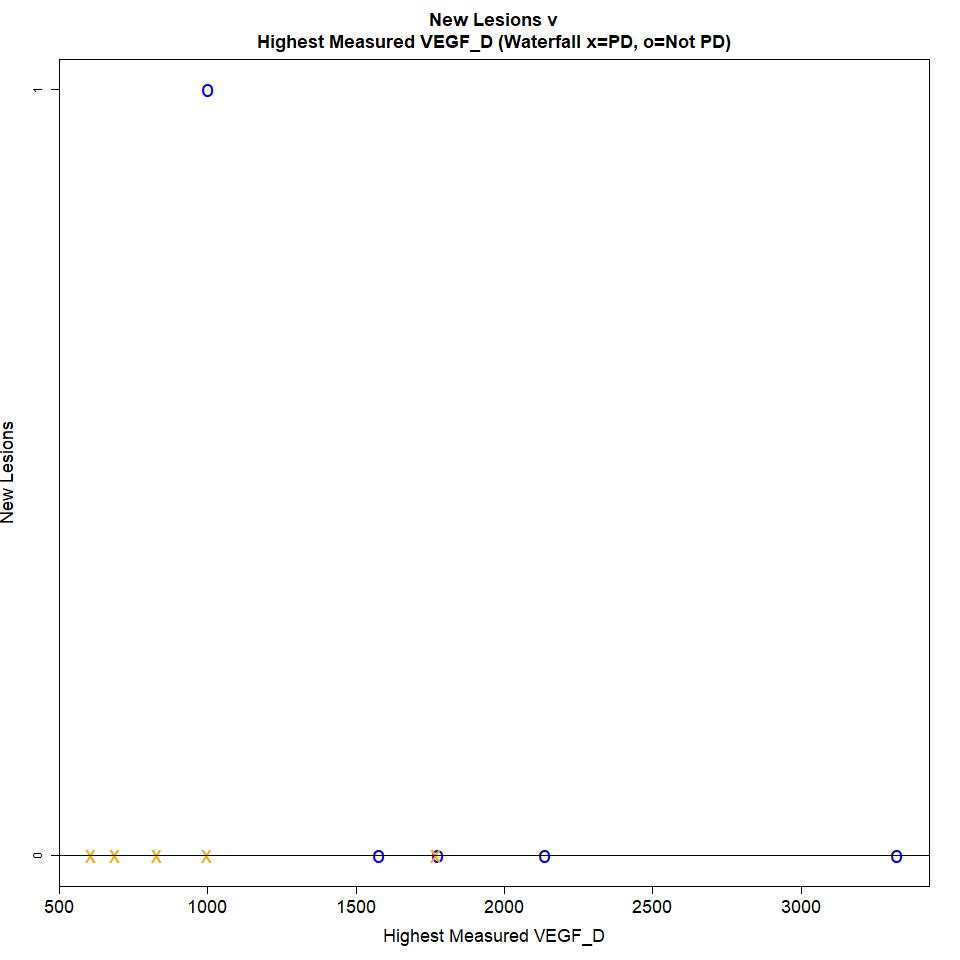 New Lesions v
Highest Measured VEGF_D (Waterfall x=PD, o=Not PD)
1
New Lesions
0
o
x x x x o x o o o
500 1000 1500 2000 2500 3000
Highest Measured VEGF_D